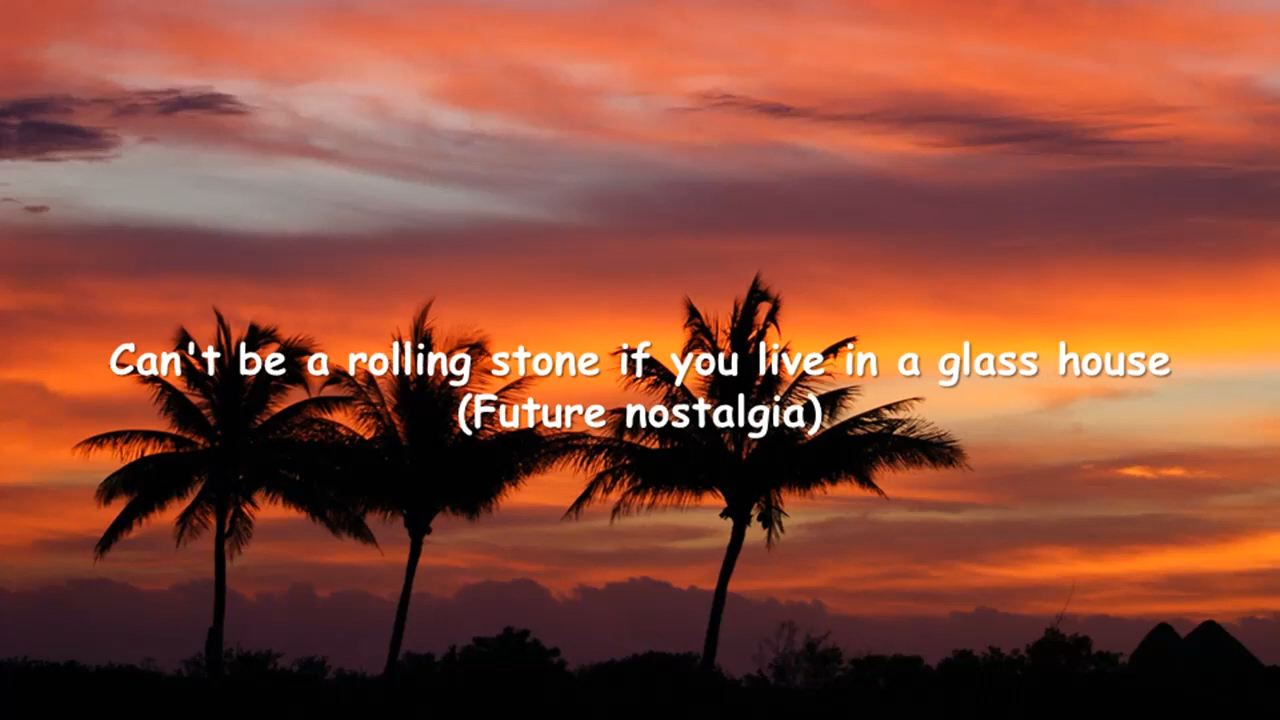 Can't be a rolling stone if you live in a glass house
(Future nostalgia)